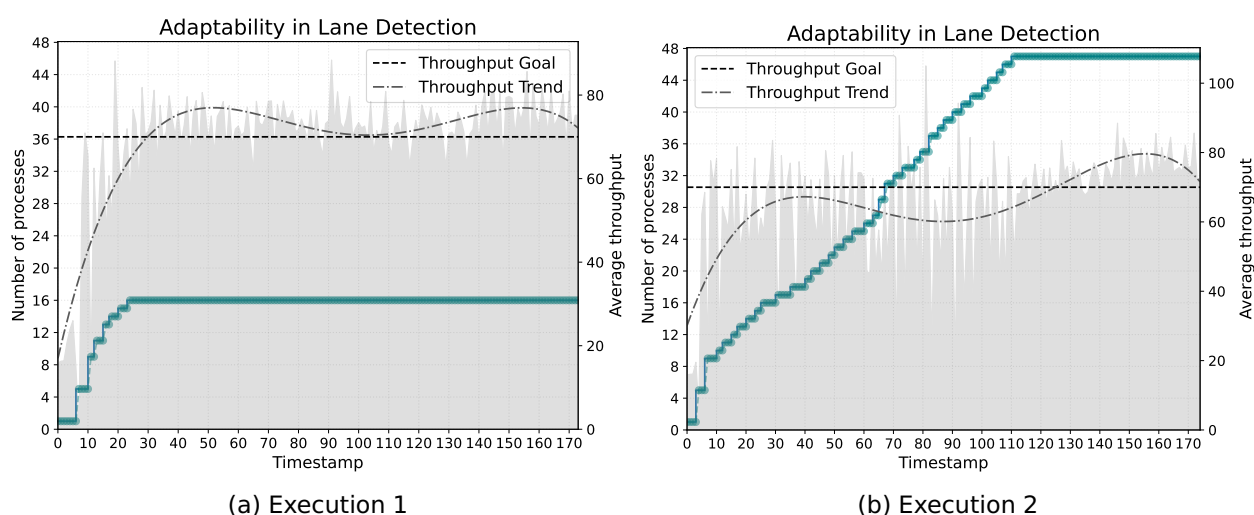 Adaptability in Lane Detection
Number of processes
48
44
40
36
32
28
24
20
16
12
8
4
0
Throughput Goal
Throughput Trend
80
60
40
20
0
Average throughput
0 10 20 30 40 50 60 70 80 90 100 110 120 130 140 150 160 170
Timestamp
(a) Execution 1
Adaptability in Lane Detection
Number of processes
48
44
40
36
32
28
24
20
16
12
8
4
0
Throughput Goal
Throughput Trend
100
80
60
40
20
0
Average throughput
0 10 20 30 40 50 60 70 80 90 100 110 120 130 140 150 160 170
Timestamp
(b) Execution 2